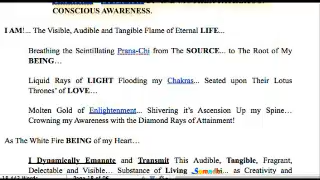 CONSCIOUS AWARENESS.
I AM!... The Visible, Audible and Tangible Flame of Eternal LIFE...
Breathing the Scintillating Prana-Chi from The SOURCE... to The Root of My
BEING...
Liquid Rays of LIGHT Flooding my Chakras... Seated upon Their Lotus
Thrones' of LOVE...
Molten Gold of Enlightenment... Shivering it's Ascension Up my Spine...
Crowning my Awareness with the Diamond Rays of Attainment!
As The White Fire BEING of my Heart...
I Dynamically Emanate and Transmit This Audible, Tangible, Fragrant,
Delectable and Visible... Substance of Living Samadhi... as Creativity and